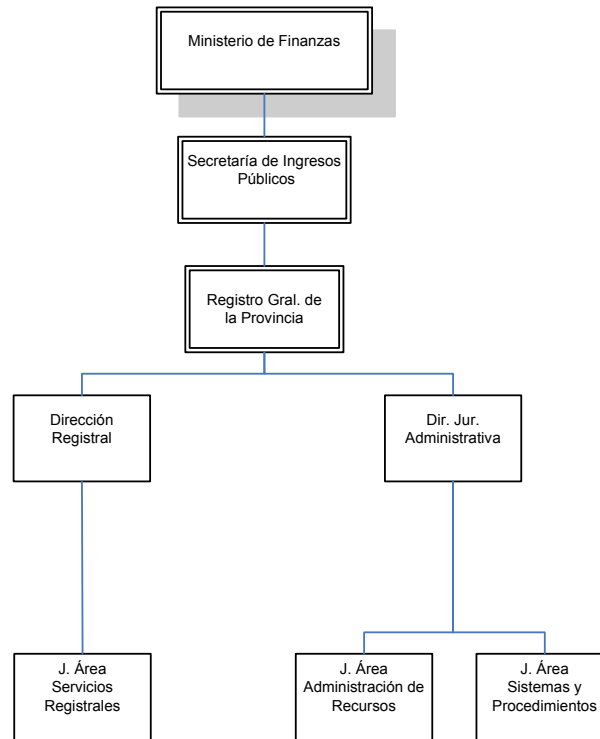 Ministerio de Finanzas
Secretaría de Ingresos
Públicos
Registro Gral. de
la Provincia
Dirección
Registral
Dir. Jur.
Administrativa
J. Área
Servicios
Registrales
J. Área
Administración de
Recursos
J. Área
Sistemas y
Procedimientos